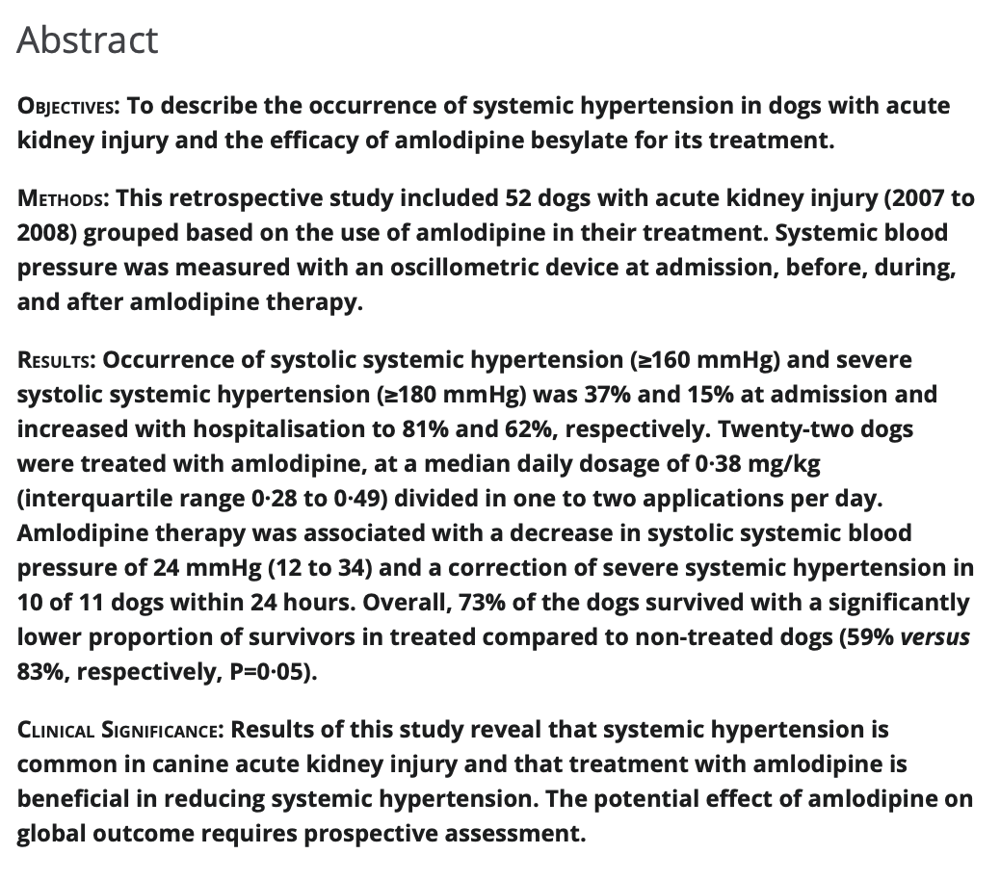 Abstract
OBJECTIVES: To describe the occurrence of systemic hypertension in dogs with acute
kidney injury and the efficacy of amlodipine besylate for its treatment.
METHODS: This retrospective study included 52 dogs with acute kidney injury (2007 to
2008) grouped based on the use of amlodipine in their treatment. Systemic blood
pressure was measured with an oscillometric device at admission, before, during,
and after amlodipine therapy.
RESULTS: Occurrence of systolic systemic hypertension (≥160 mmHg) and severe
systolic systemic hypertension (≥180 mmHg) was 37% and 15% at admission and
increased with hospitalisation to 81% and 62%, respectively. Twenty-two dogs
were treated with amlodipine, at a median daily dosage of 0·38 mg/kg
(interquartile range 0·28 to 0·49) divided in one to two applications per day.
Amlodipine therapy was associated with a decrease in systolic systemic blood
pressure of 24 mmHg (12 to 34) and a correction of severe systemic hypertension in
10 of 11 dogs within 24 hours. Overall, 73% of the dogs survived with a significantly
lower proportion of survivors in treated compared to non-treated dogs (59% versus
83%, respectively, P=0·05).
CLINICAL SIGNIFICANCE: Results of this study reveal that systemic hypertension is
common in canine acute kidney injury and that treatment with amlodipine is
beneficial in reducing systemic hypertension. The potential effect of amlodipine on
global outcome requires prospective assessment.